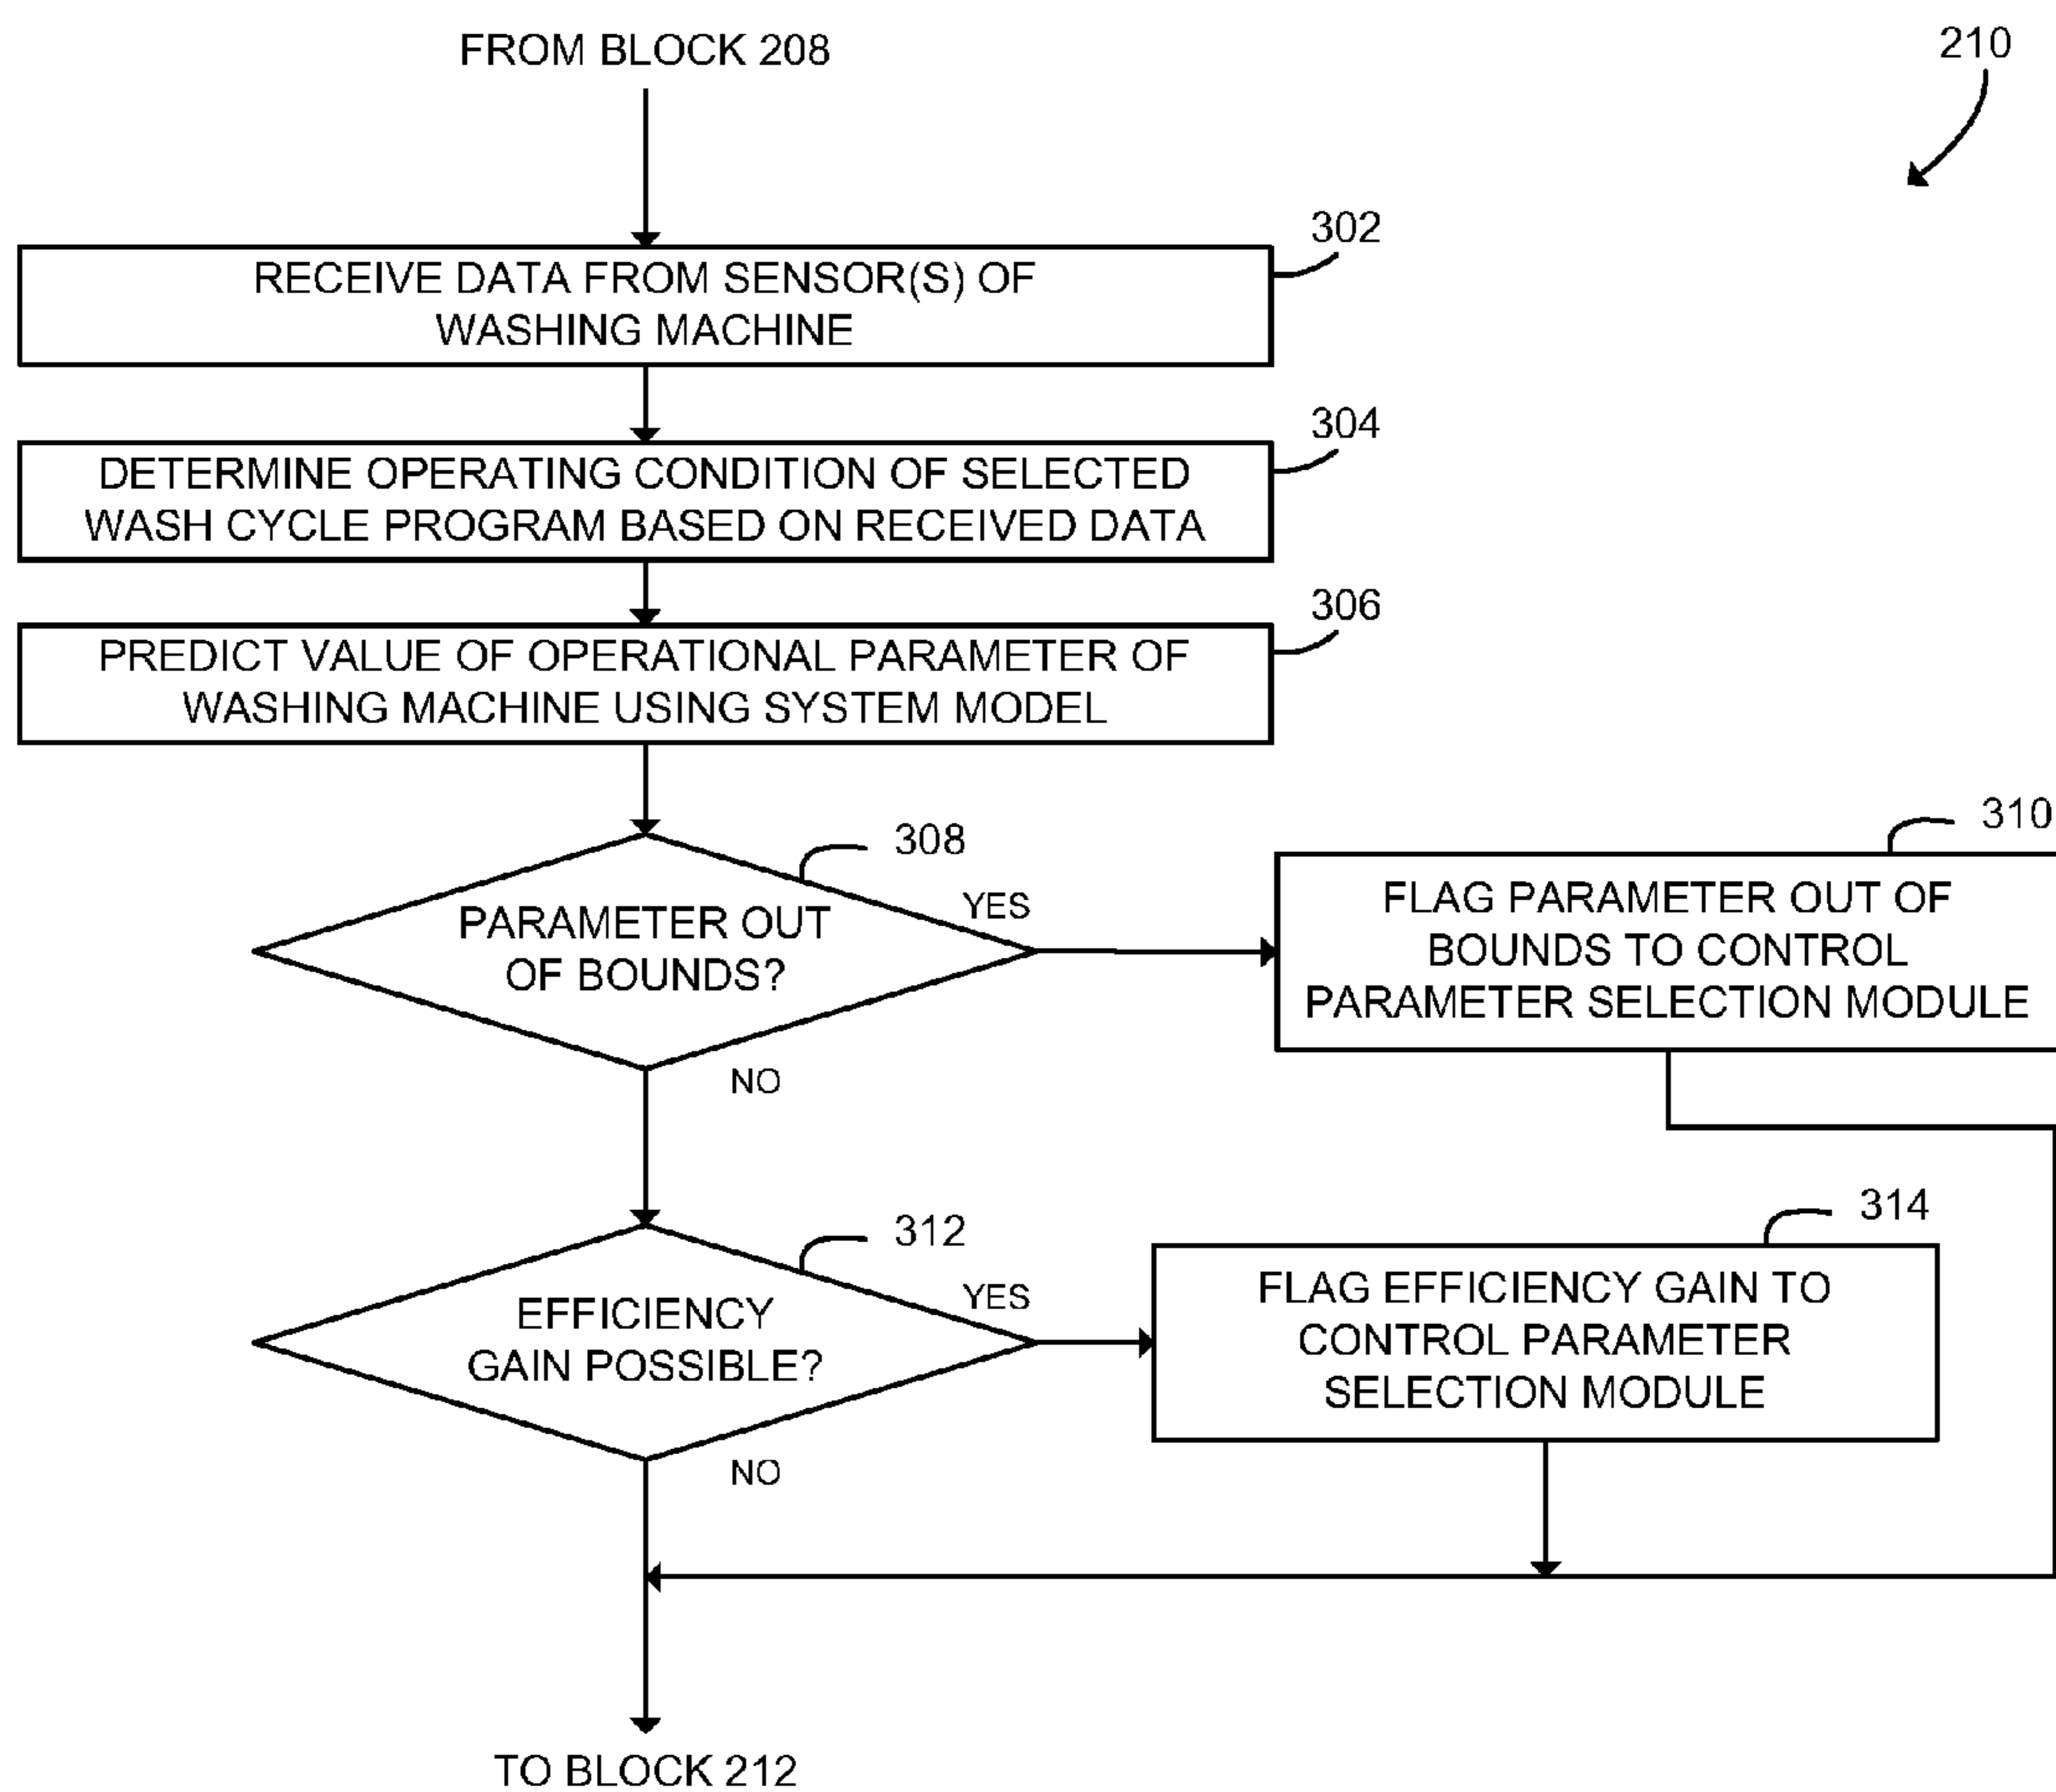 FROM BLOCK 208
210
302
RECEIVE DATA FROM SENSOR(S) OF
WASHING MACHINE
304
DETERMINE OPERATING CONDITION OF SELECTED
WASH CYCLE PROGRAM BASED ON RECEIVED DATA
306
PREDICT VALUE OF OPERATIONAL PARAMETER OF
WASHING MACHINE USING SYSTEM MODEL
308
PARAMETER OUT
OF BOUNDS?
YES
NO
310
FLAG PARAMETER OUT OF
BOUNDS TO CONTROL
PARAMETER SELECTION MODULE
312
EFFICIENCY
GAIN POSSIBLE?
YES
NO
314
FLAG EFFICIENCY GAIN TO
CONTROL PARAMETER
SELECTION MODULE
TO BLOCK 212